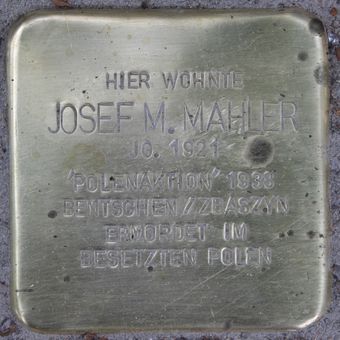 HIER WOHNTE
JOSEF M. MAHLER
JG. 1921
'POLENAKTION' 1938
BENTSCHEN//ZBASZYN
ERMORDET IM
BESETZTEN POLEN